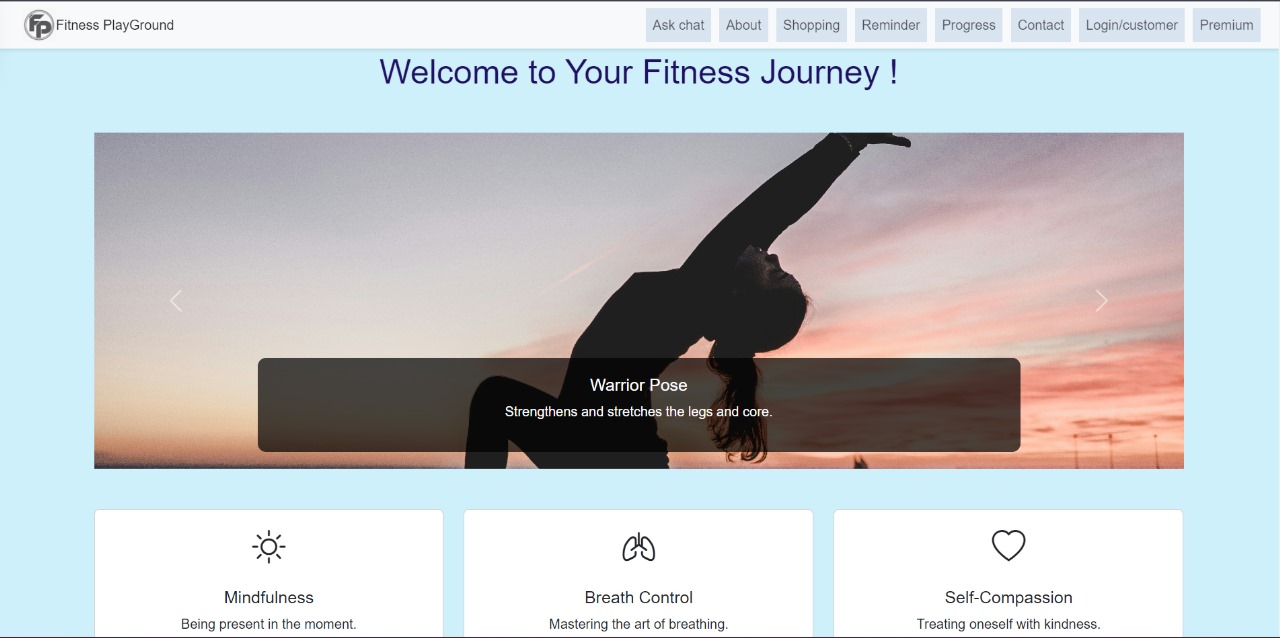 FP Fitness PlayGround
Ask chat About Shopping Reminder Progress Contact Login/customer Premium
Welcome to Your Fitness Journey !
Warrior Pose
Strengthens and stretches the legs and core.
Mindfulness
Being present in the moment.
Breath Control
Mastering the art of breathing.
Self-Compassion
Treating oneself with kindness.